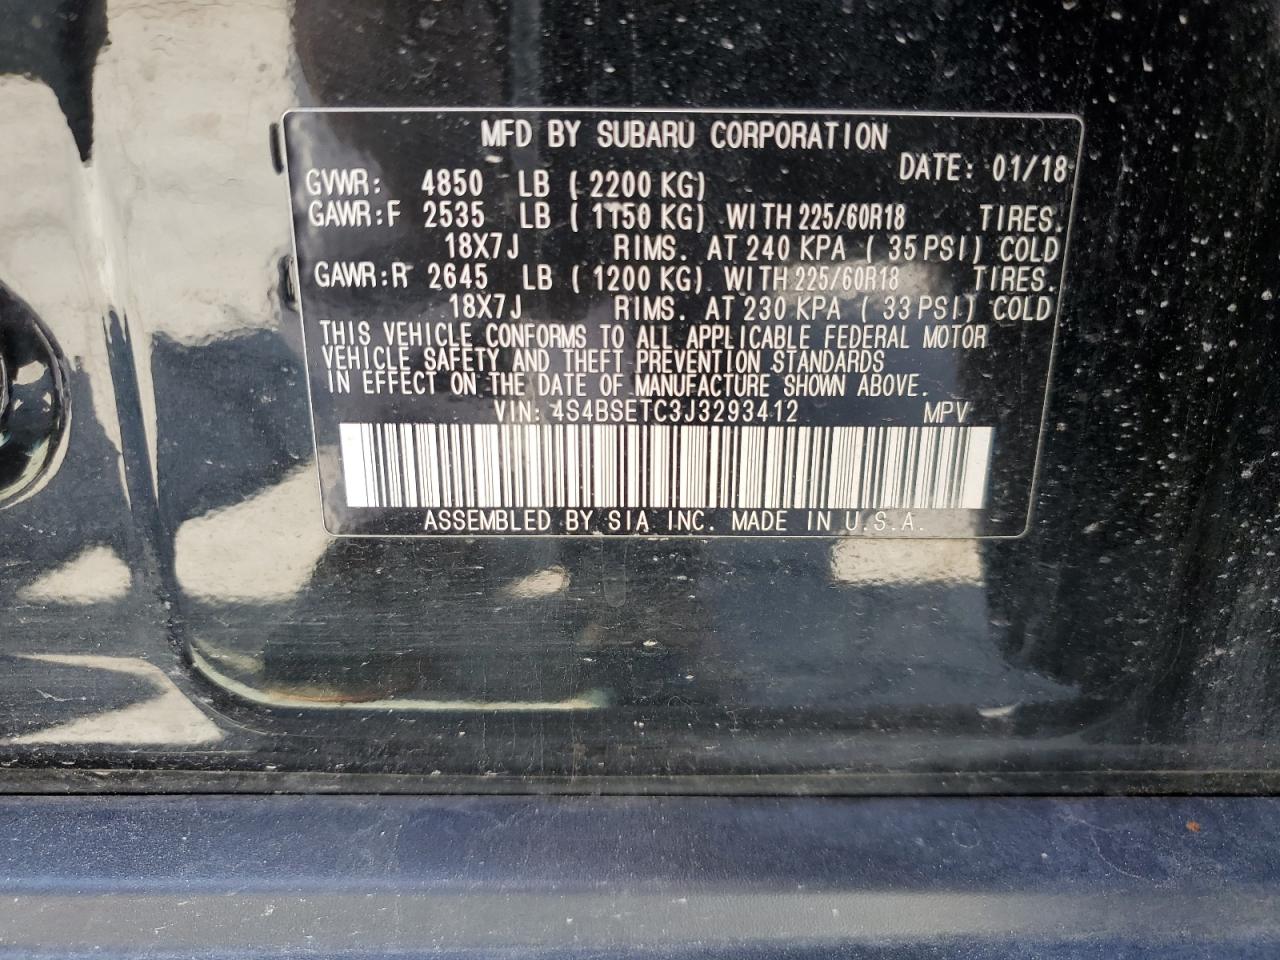 MFD BY SUBARU CORPORATION
DATE: 01/18
GVWR: 4850 LB (2200 KG)
GAWR:F 2535 LB (1150 KG) WITH 225/60R18 TIRES.
18X7J RIMS. AT 240 KPA (35 PSI) COLD
GAWR:R 2645 LB (1200 KG) WITH 225/60R18 TIRES.
18X7J RIMS. AT 230 KPA (33 PSI) COLD
THIS VEHICLE CONFORMS TO ALL APPLICABLE FEDERAL MOTOR
VEHICLE SAFETY AND THEFT PREVENTION STANDARDS
IN EFFECT ON THE DATE OF MANUFACTURE SHOWN ABOVE.
VIN: 4S4BSETC3J3293412 MPV
ASSEMBLED BY SIA INC. MADE IN U.S.A.